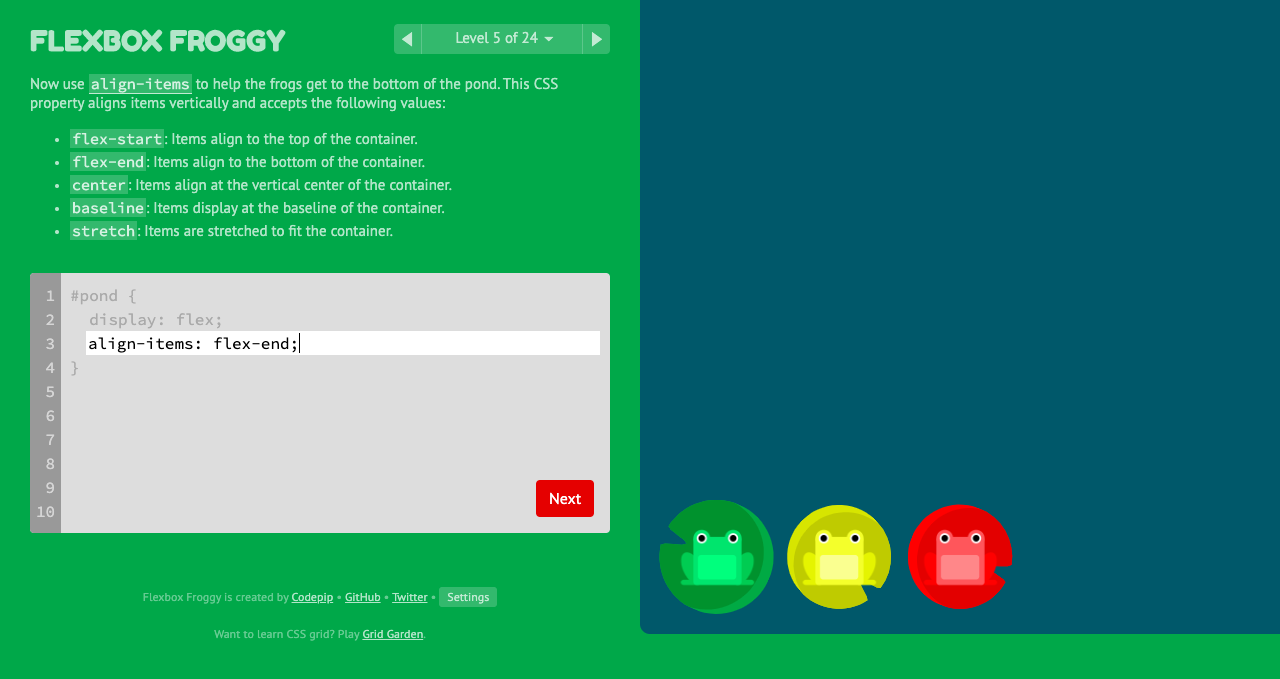 FLEXBOX FROGGY
Level 5 of 24
Now use align-items to help the frogs get to the bottom of the pond. This CSS
property aligns items vertically and accepts the following values:
• flex-start: Items align to the top of the container.
• flex-end: Items align to the bottom of the container.
• center: Items align at the vertical center of the container.
• baseline: Items display at the baseline of the container.
• stretch: Items are stretched to fit the container.
1 #pond {
2 display: flex;
3 align-items: flex-end;
4 }
5
6
7
8
9
10
Next
Flexbox Froggy is created by Codepip • GitHub • Twitter • Settings
Want to learn CSS grid? Play Grid Garden.